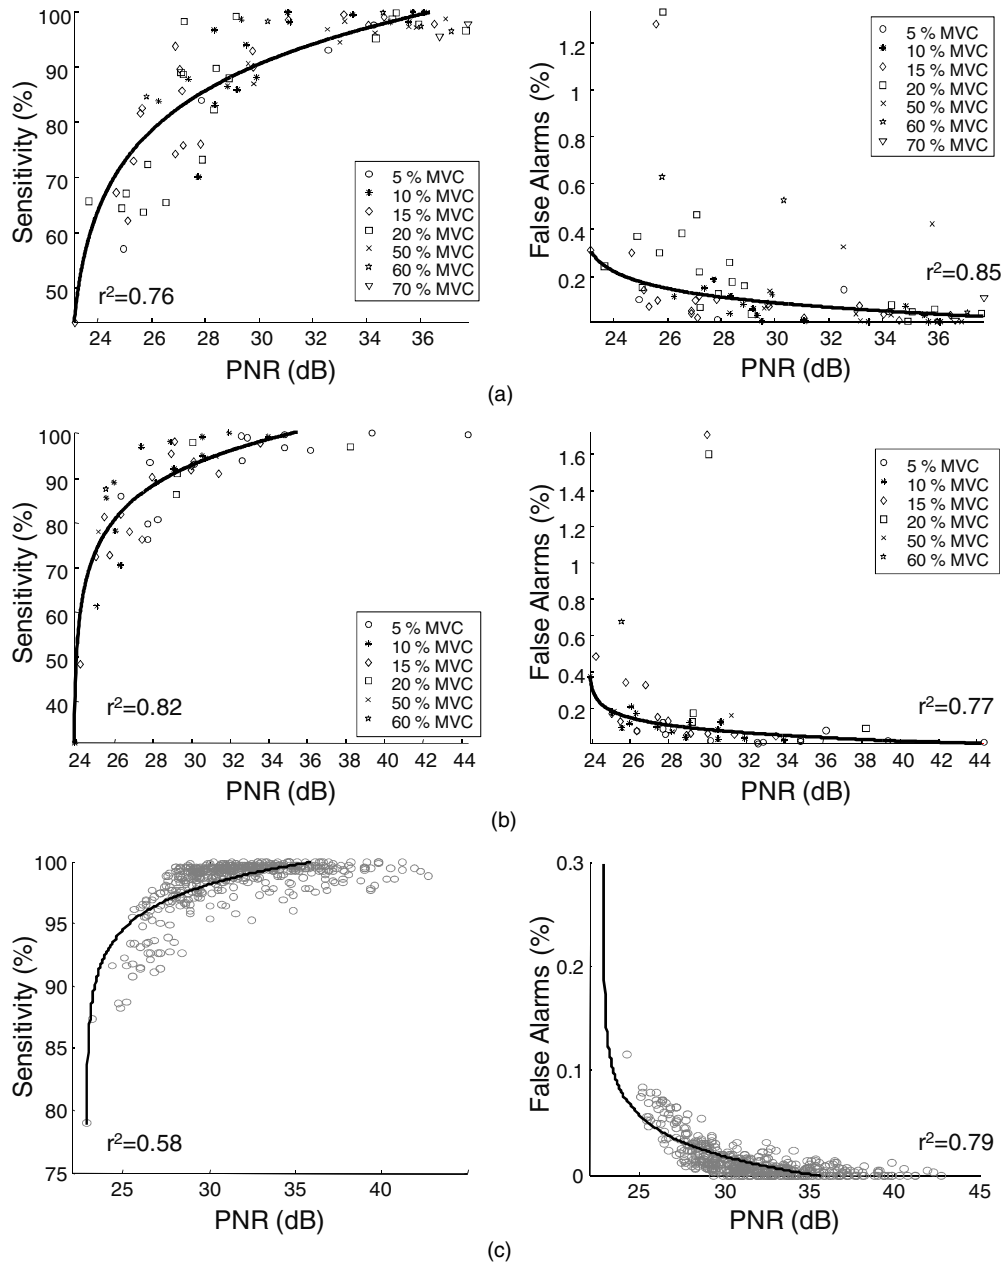 Sensitivity (%)
100
90
80
70
60
50
r²=0.76
5 % MVC
10 % MVC
15 % MVC
20 % MVC
50 % MVC
60 % MVC
70 % MVC
22 24 26 28 30 32 34 36
PNR (dB)
False Alarms (%)
1.2
1
0.8
0.6
0.4
0.2
r²=0.85
5 % MVC
10 % MVC
15 % MVC
20 % MVC
50 % MVC
60 % MVC
70 % MVC
24 26 28 30 32 34 36
PNR (dB)
(a)
Sensitivity (%)
100
90
80
70
60
50
40
r²=0.82
5 % MVC
10 % MVC
15 % MVC
20 % MVC
50 % MVC
60 % MVC
24 26 28 30 32 34 36 38 40 42 44
PNR (dB)
False Alarms (%)
1.6
1.4
1.2
1
0.8
0.6
0.4
0.2
r²=0.77
5 % MVC
10 % MVC
15 % MVC
20 % MVC
50 % MVC
60 % MVC
24 26 28 30 32 34 36 38 40 42 44
PNR (dB)
(b)
Sensitivity (%)
100
95
90
85
80
75
r²=0.58
25 30 35 40
PNR (dB)
False Alarms (%)
0.3
0.2
0.1
0
r²=0.79
25 30 35 40 45
PNR (dB)
(c)